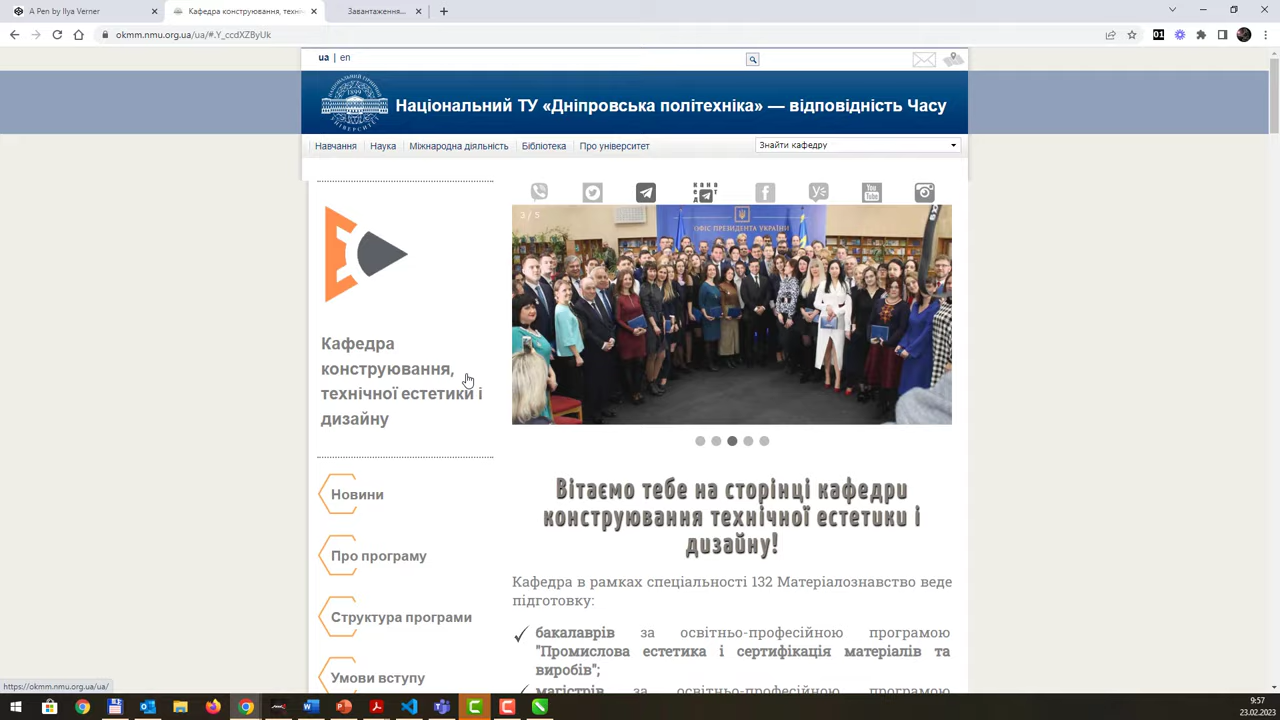 A Pen by Ilya Verner
Кафедра конструювання, техніч
Завантаження...
okmm.nmu.org.ua/ua/#.Y_ccdXZByUk
ua | en
Національний ТУ «Дніпровська політехніка» — відповідність Часу
Навчання Наука Міжнародна діяльність Бібліотека Про університет
Знайти кафедру
3 / 5
ОФІС ПРЕЗИДЕНТА УКРАЇНИ
Кафедра
конструювання,
технічної естетики і
дизайну
Новини
Про програму
Структура програми
Умови вступу
Вітаємо тебе на сторінці кафедри
конструювання технічної естетики і
дизайну!
Кафедра в рамках спеціальності 132 Матеріалознавство веде
підготовку:
бакалаврів за освітньо-професійною програмою
"Промислова естетика і сертифікація матеріалів та
виробів";
магістрів за освітньо-професійною програмою
https://okmm.nmu.org.ua/ua/
9:57
23.02.2023